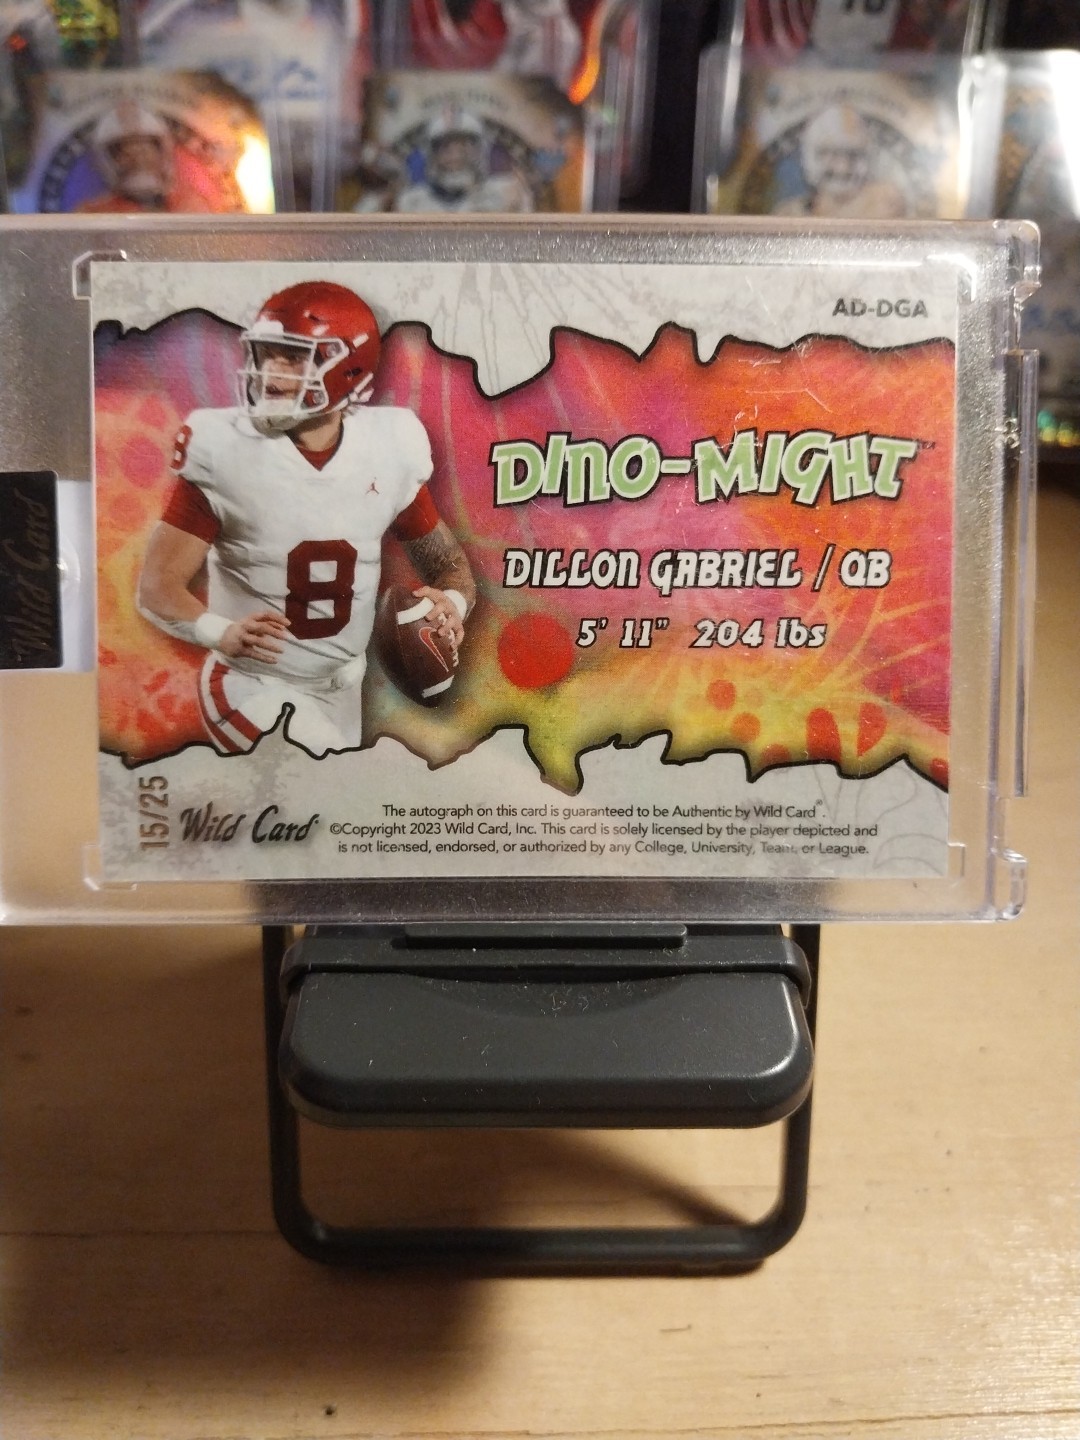 AD-DGA
8
8
DINO-MIGHT™
DILLON GABRIEL / QB
5' 11" 204 lbs
15/25
Wild Card
Wild Card®
The autograph on this card is guaranteed to be Authentic by Wild Card®.
©Copyright 2023 Wild Card, Inc. This card is solely licensed by the player depicted and
is not licensed, endorsed, or authorized by any College, University, Team, or League.